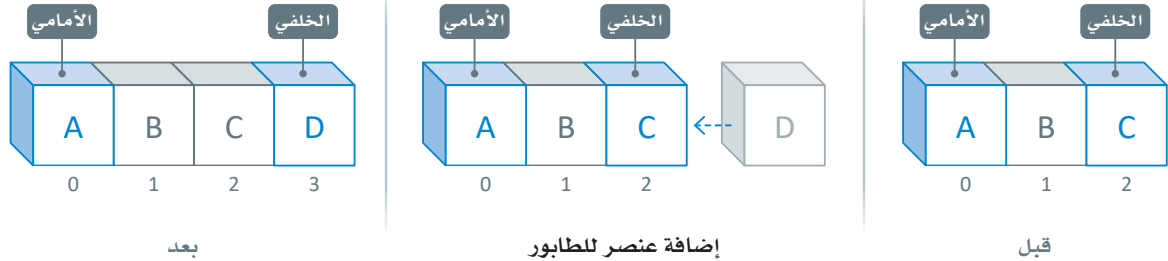 الخلفي الأمامي
A B C
0 1 2
قبل
الخلفي الأمامي
A B C D
0 1 2
إضافة عنصر للطابور
الخلفي الأمامي
A B C D
0 1 2 3
بعد